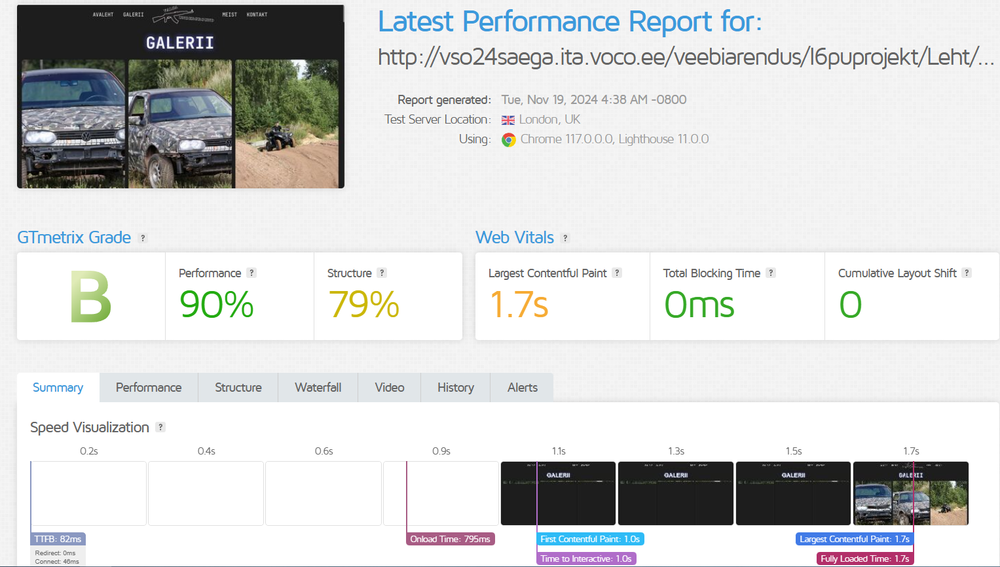 AVALEHT GALERII MEIST KONTAKT
GALERII
Latest Performance Report for:
http://vso24saega.ita.voco.ee/veebiarendus/l6puprojekt/Leht/...
Report generated: Tue, Nov 19, 2024 4:38 AM -0800
Test Server Location: London, UK
Using: Chrome 117.0.0.0, Lighthouse 11.0.0
GTmetrix Grade ?
B
Performance ?
90%
Structure ?
79%
Web Vitals ?
Largest Contentful Paint ?
1.7s
Total Blocking Time ?
0ms
Cumulative Layout Shift ?
0
Summary Performance Structure Waterfall Video History Alerts
Speed Visualization ?
0.2s 0.4s 0.6s 0.9s 1.1s 1.3s 1.5s 1.7s
GALERII GALERII GALERII GALERII
TTFB: 82ms Onload Time: 795ms First Contentful Paint: 1.0s Largest Contentful Paint: 1.7s
Redirect: 0ms
Connect: 46ms
Time to Interactive: 1.0s Fully Loaded Time: 1.7s